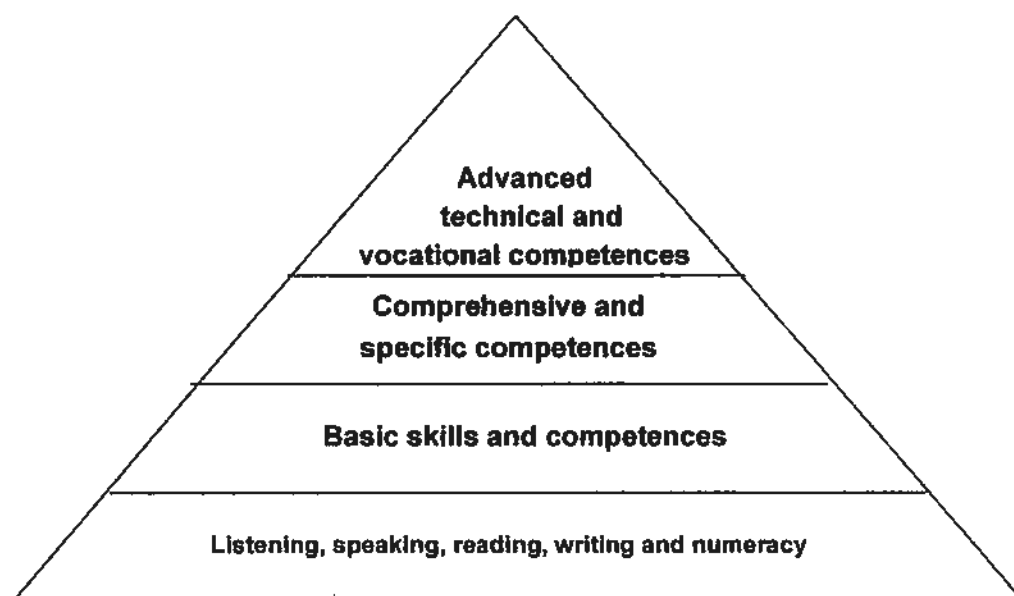 Advanced
technical and
vocational competences
Comprehensive and
specific competences
Basic skills and competences
Listening, speaking, reading, writing and numeracy